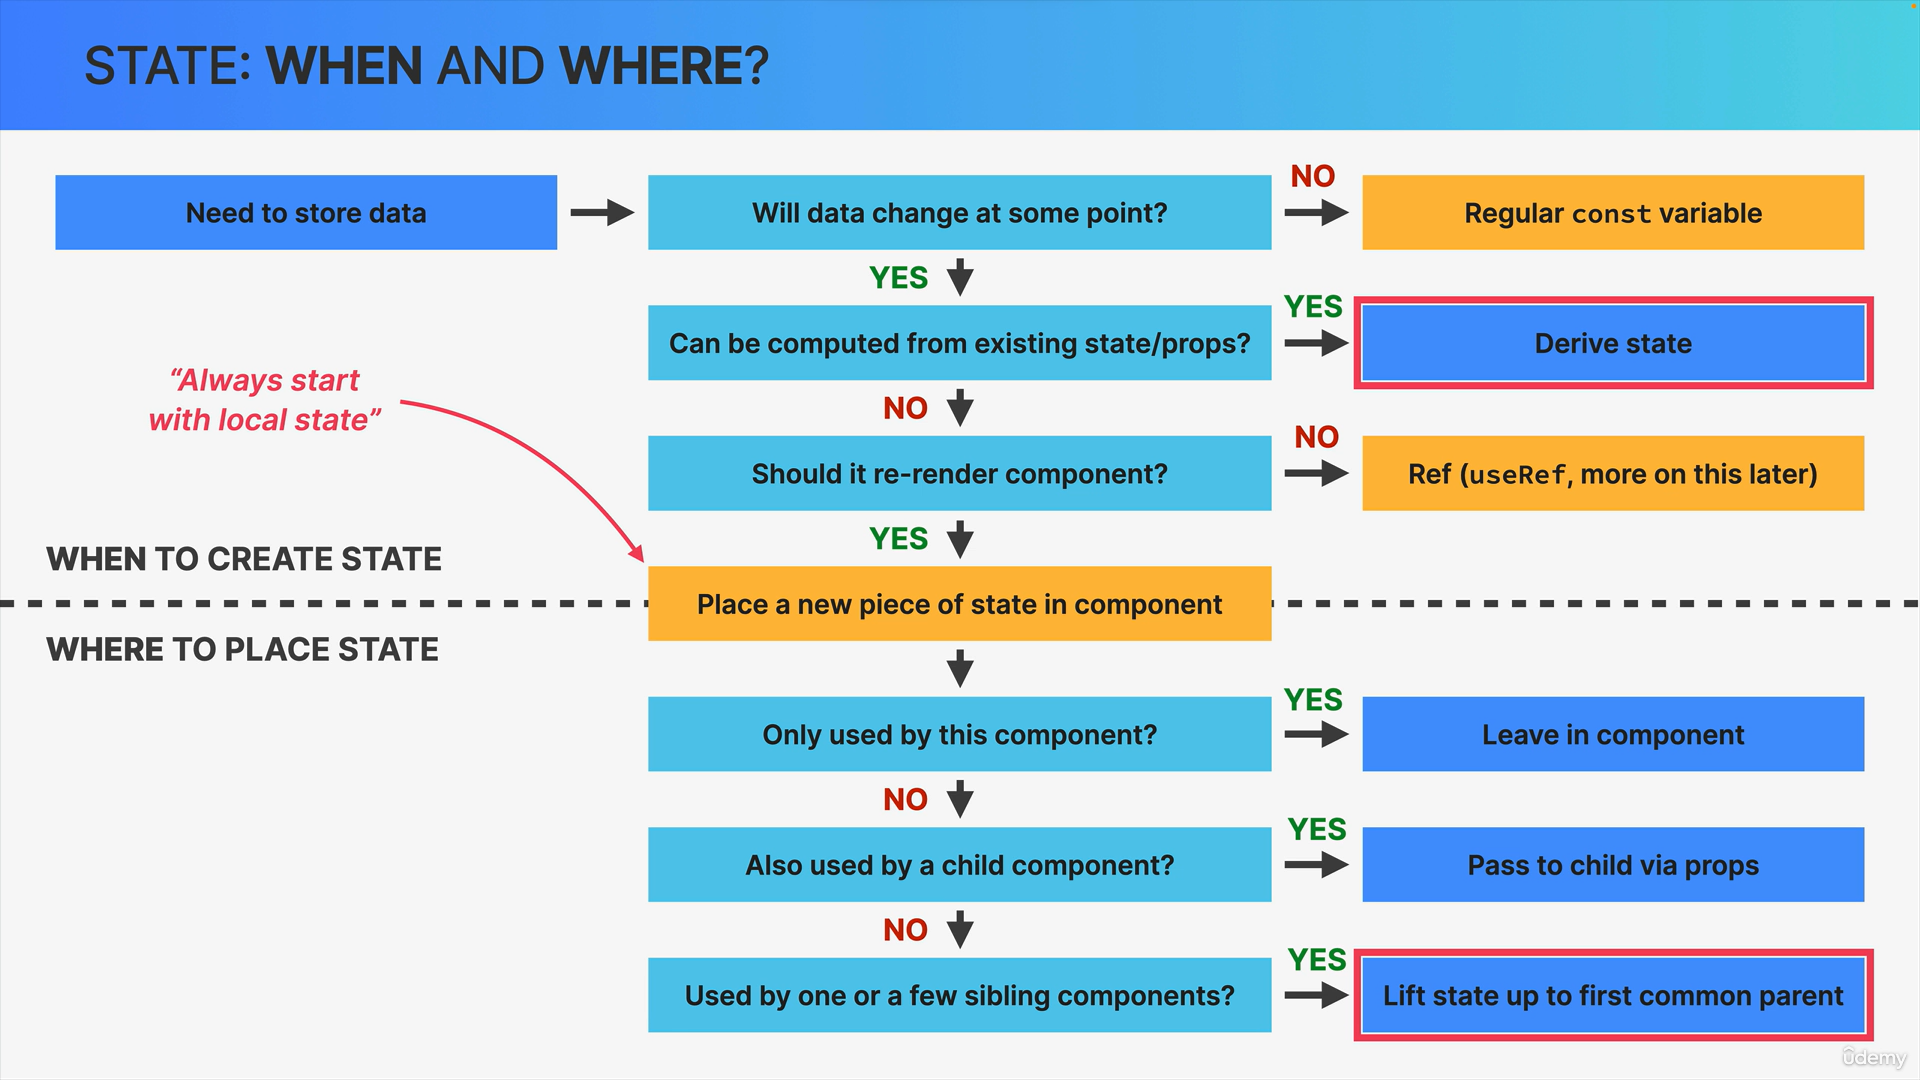 STATE: WHEN AND WHERE?
Need to store data
Will data change at some point?
NO
Regular const variable
YES
Can be computed from existing state/props?
YES
Derive state
“Always start
with local state”
NO
Should it re-render component?
NO
Ref (useRef, more on this later)
YES
WHEN TO CREATE STATE
Place a new piece of state in component
WHERE TO PLACE STATE
Only used by this component?
YES
Leave in component
NO
Also used by a child component?
YES
Pass to child via props
NO
Used by one or a few sibling components?
YES
Lift state up to first common parent
udemy